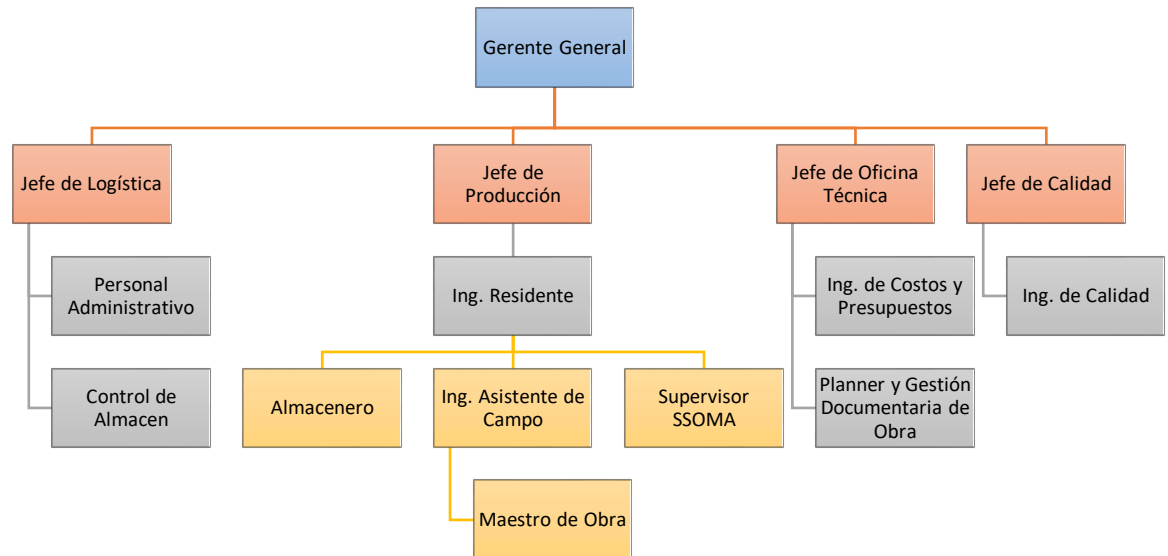 Gerente General
Jefe de Logística
Jefe de
Producción
Jefe de Oficina
Técnica
Jefe de Calidad
Personal
Administrativo
Ing. Residente
Ing. de Costos y
Presupuestos
Ing. de Calidad
Control de
Almacen
Almacenero
Ing. Asistente de
Campo
Supervisor
SSOMA
Planner y Gestión
Documentaria de
Obra
Maestro de Obra